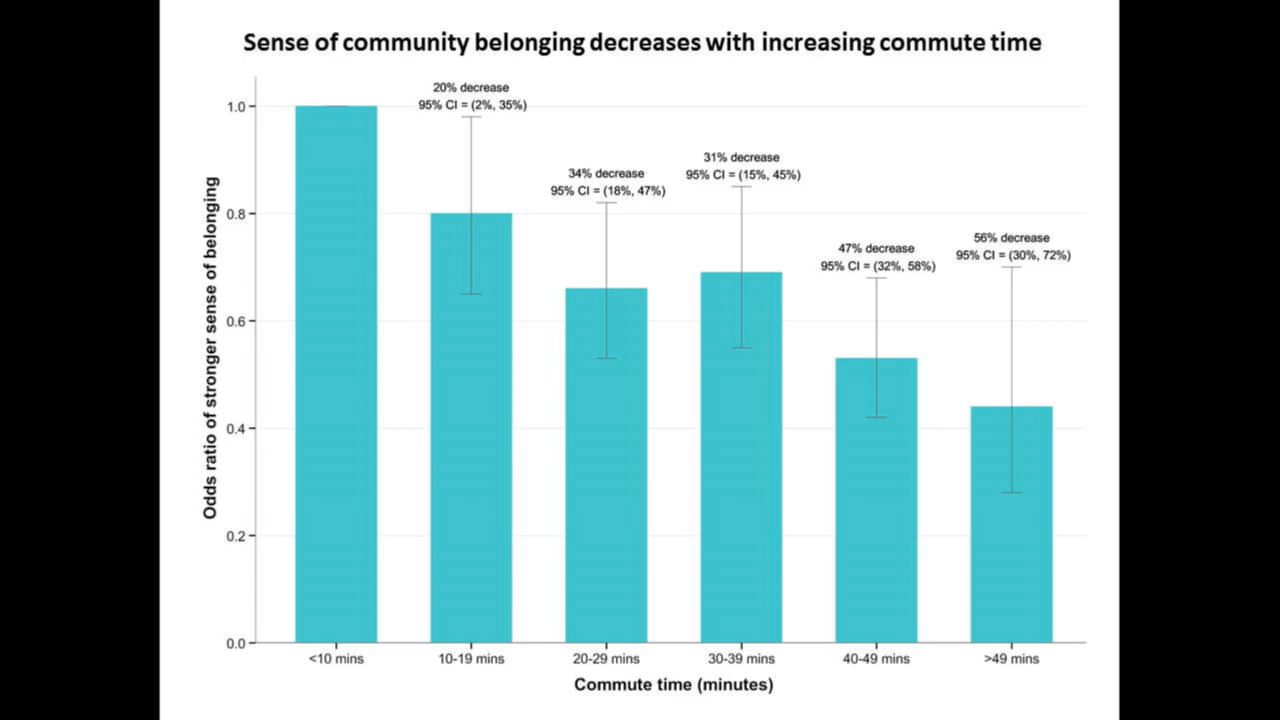 Sense of community belonging decreases with increasing commute time
Odds ratio of stronger sense of belonging
1.0
0.8
0.6
0.4
0.2
0.0
20% decrease
95% CI = (2%, 35%)
34% decrease
95% CI = (18%, 47%)
31% decrease
95% CI = (15%, 45%)
47% decrease
95% CI = (32%, 58%)
56% decrease
95% CI = (30%, 72%)
<10 mins
10-19 mins
20-29 mins
30-39 mins
40-49 mins
>49 mins
Commute time (minutes)